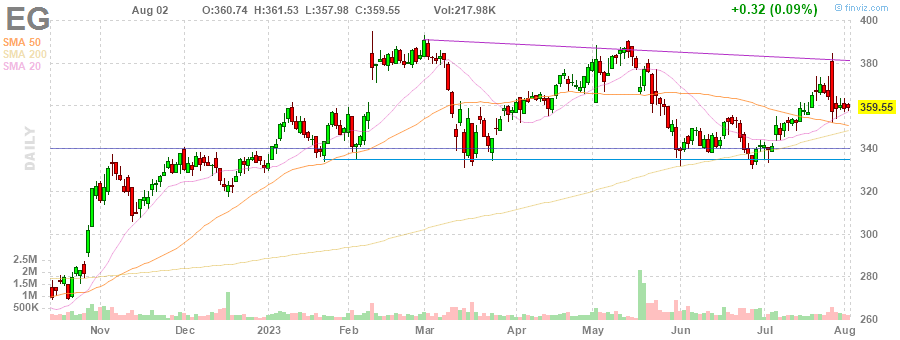 EG
Aug 02 O:360.74 H:361.53 L:357.98 C:359.55 Vol:217.98K +0.32 (0.09%) © finviz.com
SMA 50
SMA 200
SMA 20
DAILY
400
380
359.55
340
320
300
280
260
2.5M
2M
1.5M
1M
500K
Nov Dec 2023 Feb Mar Apr May Jun Jul Aug